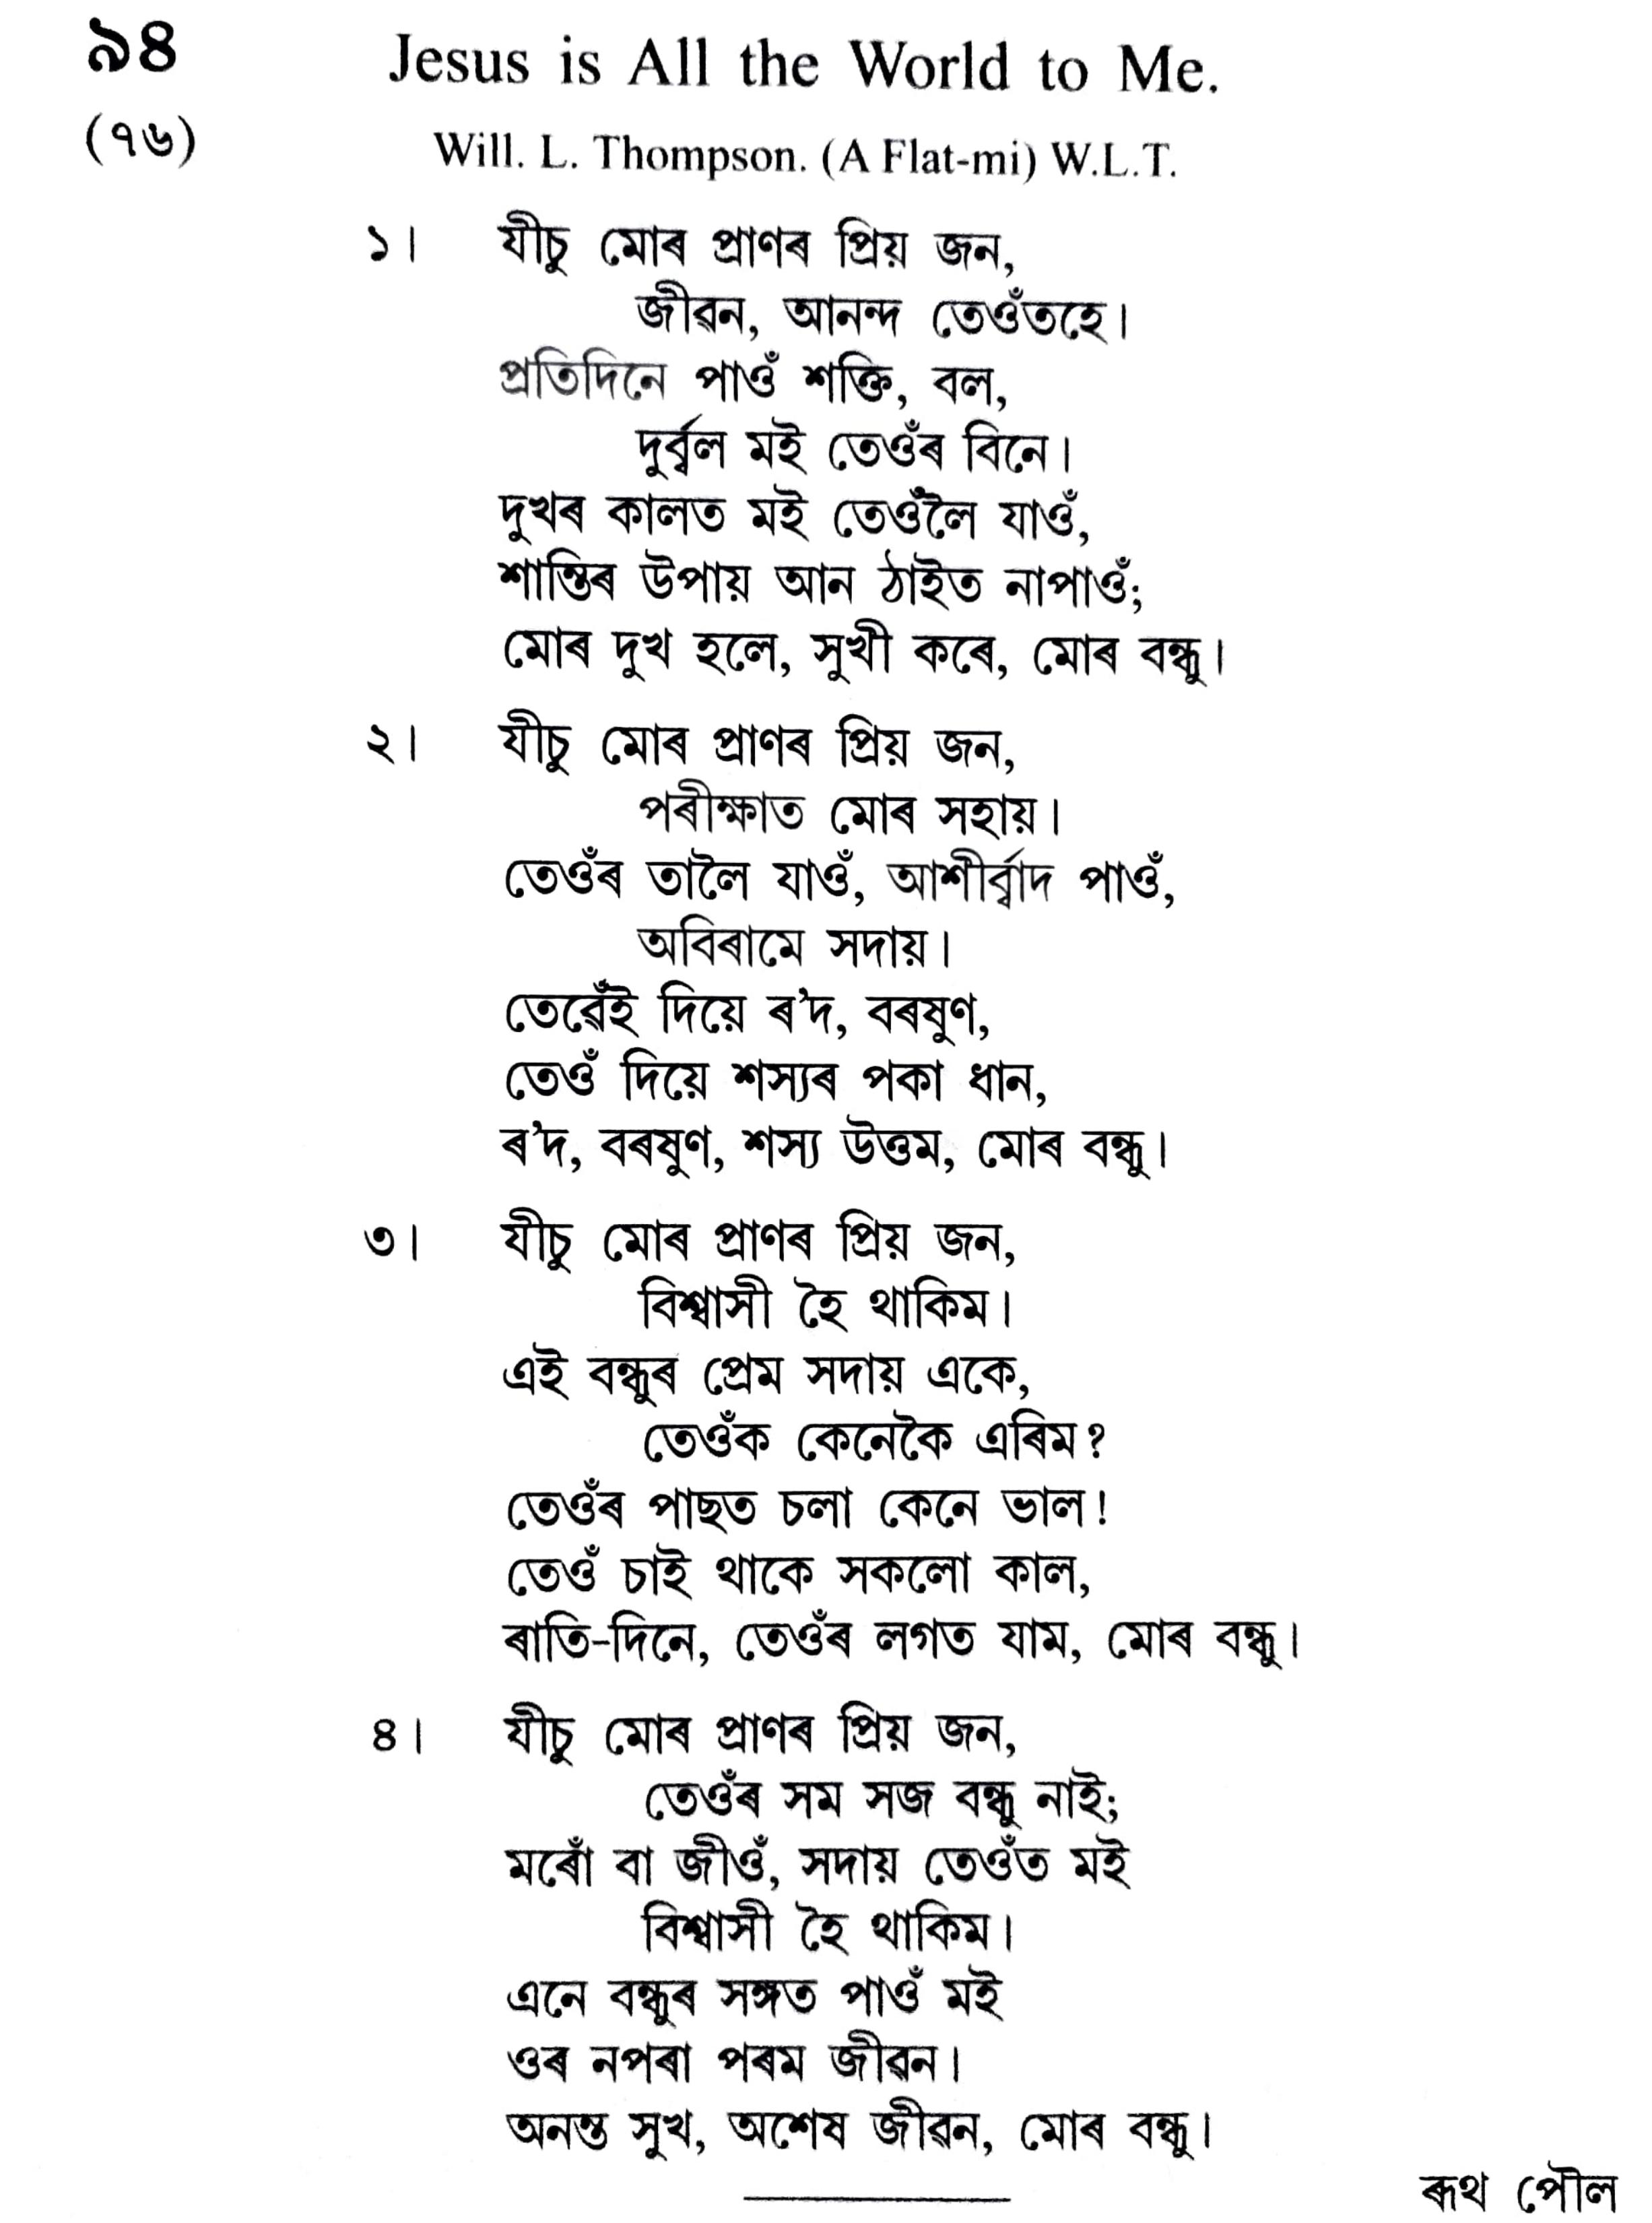 ৯৪
Jesus is All the World to Me.
(৭৬)
Will. L. Thompson. (A Flat-mi) W.L.T.
১। যীচু মোৰ প্ৰাণৰ প্ৰিয় জন,
জীৱন, আনন্দ তেওঁতহে।
প্ৰতিদিনে পাওঁ শক্তি, বল,
দুৰ্ব্বল মই তেওঁৰ বিনে।
দুখৰ কালত মই তেওঁলৈ যাওঁ,
শান্তিৰ উপায় আন ঠাইত নাপাওঁ;
মোৰ দুখ হলে, সুখী কৰে, মোৰ বন্ধু।
২। যীচু মোৰ প্ৰাণৰ প্ৰিয় জন,
পৰীক্ষাত মোৰ সহায়।
তেওঁৰ তালৈ যাওঁ, আশীৰ্ব্বাদ পাওঁ,
অবিৰামে সদায়।
তেৱেঁই দিয়ে ৰ’দ, বৰষুণ,
তেওঁ দিয়ে শস্যৰ পকা ধান,
ৰ’দ, বৰষুণ, শস্য উত্তম, মোৰ বন্ধু।
৩। যীচু মোৰ প্ৰাণৰ প্ৰিয় জন,
বিশ্বাসী হৈ থাকিম।
এই বন্ধুৰ প্ৰেম সদায় একে,
তেওঁক কেনেকৈ এৰিম?
তেওঁৰ পাছত চলা কেনে ভাল!
তেওঁ চাই থাকে সকলো কাল,
ৰাতি-দিনে, তেওঁৰ লগত যাম, মোৰ বন্ধু।
৪। যীচু মোৰ প্ৰাণৰ প্ৰিয় জন,
তেওঁৰ সম সজ বন্ধু নাই;
মৰোঁ বা জীওঁ, সদায় তেওঁত মই
বিশ্বাসী হৈ থাকিম।
এনে বন্ধুৰ সঙ্গত পাওঁ মই
ওৰ নপৰা পৰম জীৱন।
অনন্ত সুখ, অশেষ জীৱন, মোৰ বন্ধু।
ৰূথ পৌল